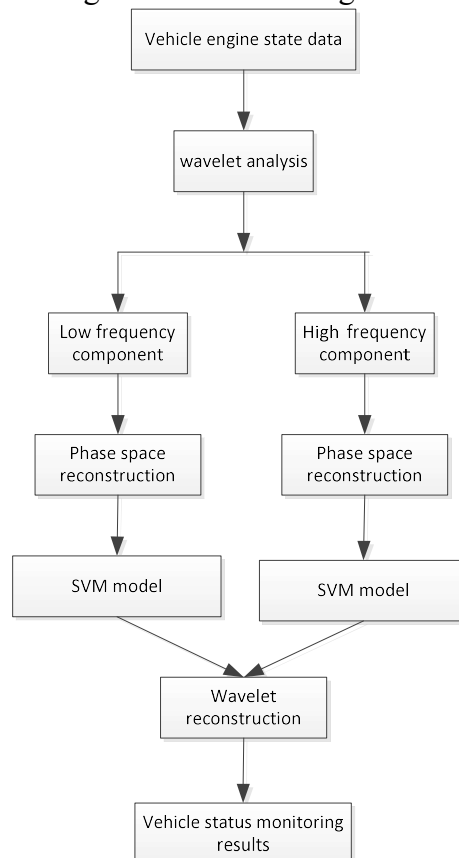 Vehicle engine state data
wavelet analysis
Low frequency
component
High frequency
component
Phase space
reconstruction
Phase space
reconstruction
SVM model
SVM model
Wavelet
reconstruction
Vehicle status monitoring
results